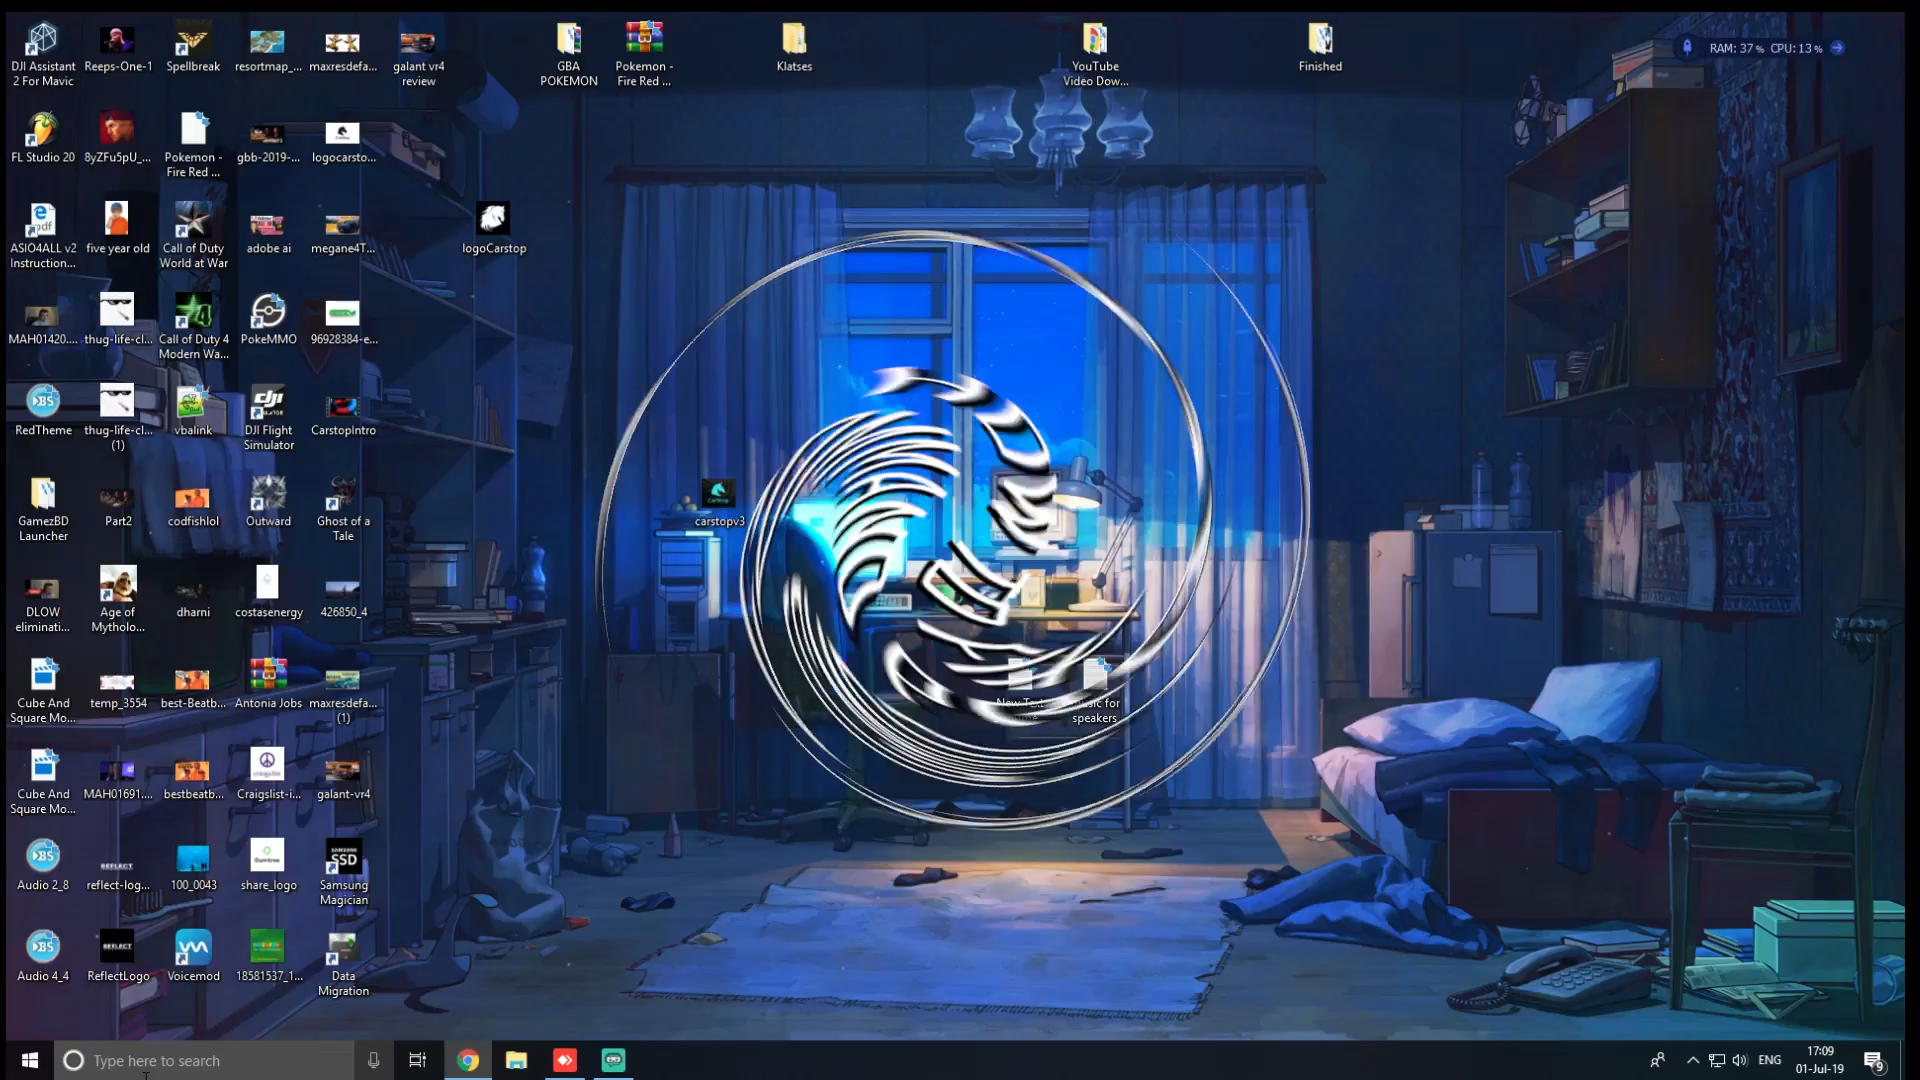 DJI Assistant
2 For Mavic
Reeps-One-1
Spellbreak
resortmap_...
maxresdefa...
galant vr4
review
GBA
POKEMON
Pokemon -
Fire Red ...
Klatses
YouTube
Video Dow...
Finished
RAM: 37 % CPU: 13 %
FL Studio 20
8yZFu5pU_...
Pokemon -
Fire Red ...
gbb-2019-...
logocarsto...
ASIO4ALL v2
Instruction...
five year old
Call of Duty
World at War
adobe ai
megane4T...
logoCarstop
MAH01420....
thug-life-cl...
Call of Duty 4
Modern Wa...
PokeMMO
96928384-e...
RedTheme
thug-life-cl...
(1)
vbalink
DJI Flight
Simulator
CarstopIntro
GamezBD
Launcher
Part2
codfishlol
Outward
Ghost of a
Tale
carstopv3
DLOW
eliminati...
Age of
Mytholo...
dharni
costasenergy
426850_4
Cube And
Square Mo...
temp_3554
best-Beatb...
Antonia Jobs
maxresdefa...
(1)
New Te
speakers
Cube And
Square Mo...
MAH01691....
bestbeatb...
Craigslist-i...
galant-vr4
Audio 2_8
reflect-log...
100_0043
share_logo
SAMSUNG
SSD
Samsung
Magician
Audio 4_4
REFLECT
ReflectLogo
Voicemod
18581537_1...
Data
Migration
Type here to search
ENG
17:09
01-Jul-19
9